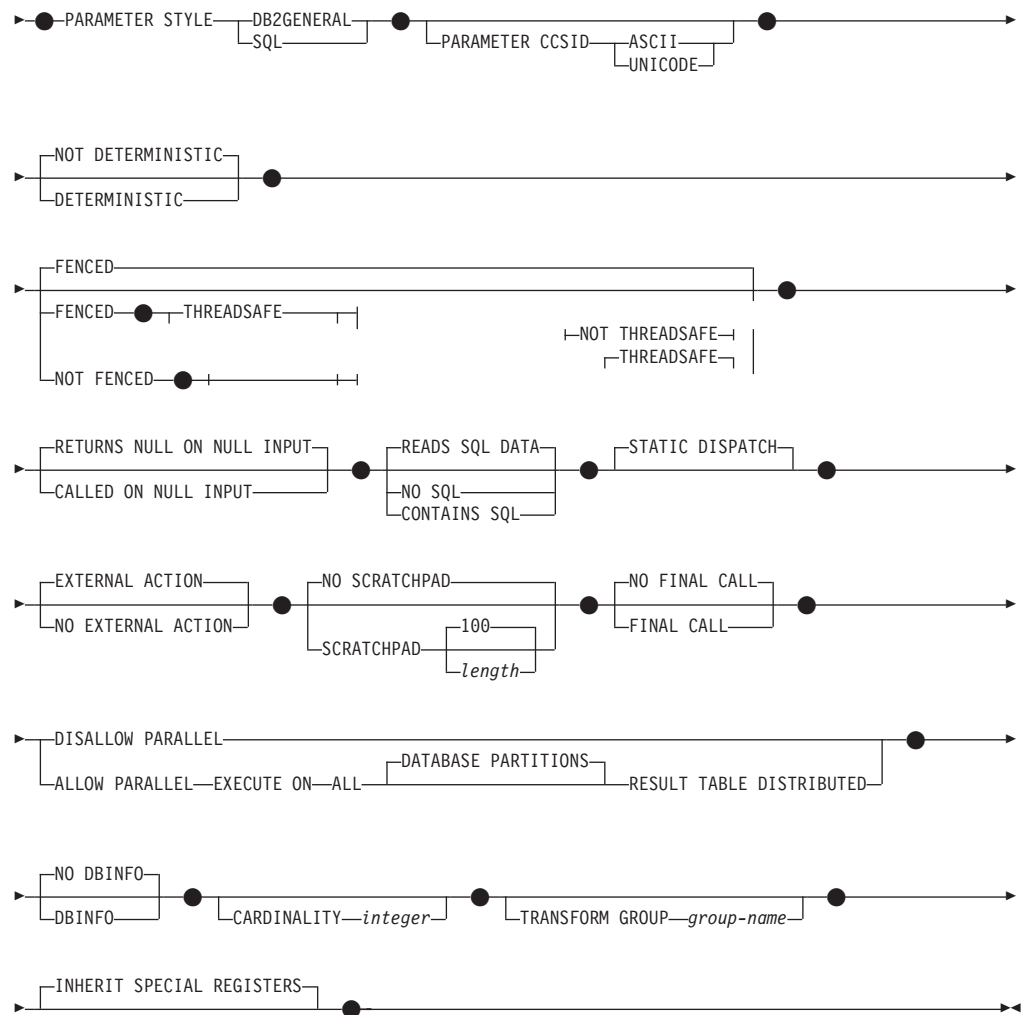 PARAMETER STYLE DB2GENERAL
SQL PARAMETER CCSID ASCII
UNICODE
NOT DETERMINISTIC
DETERMINISTIC
FENCED
FENCED THREADSAFE
NOT THREADSAFE
THREADSAFE
NOT FENCED
RETURNS NULL ON NULL INPUT READS SQL DATA STATIC DISPATCH
CALLED ON NULL INPUT NO SQL
CONTAINS SQL
EXTERNAL ACTION NO SCRATCHPAD NO FINAL CALL
NO EXTERNAL ACTION 100 FINAL CALL
SCRATCHPAD
length
DISALLOW PARALLEL
DATABASE PARTITIONS
ALLOW PARALLEL EXECUTE ON ALL RESULT TABLE DISTRIBUTED
NO DBINFO
DBINFO CARDINALITY integer TRANSFORM GROUP group-name
INHERIT SPECIAL REGISTERS